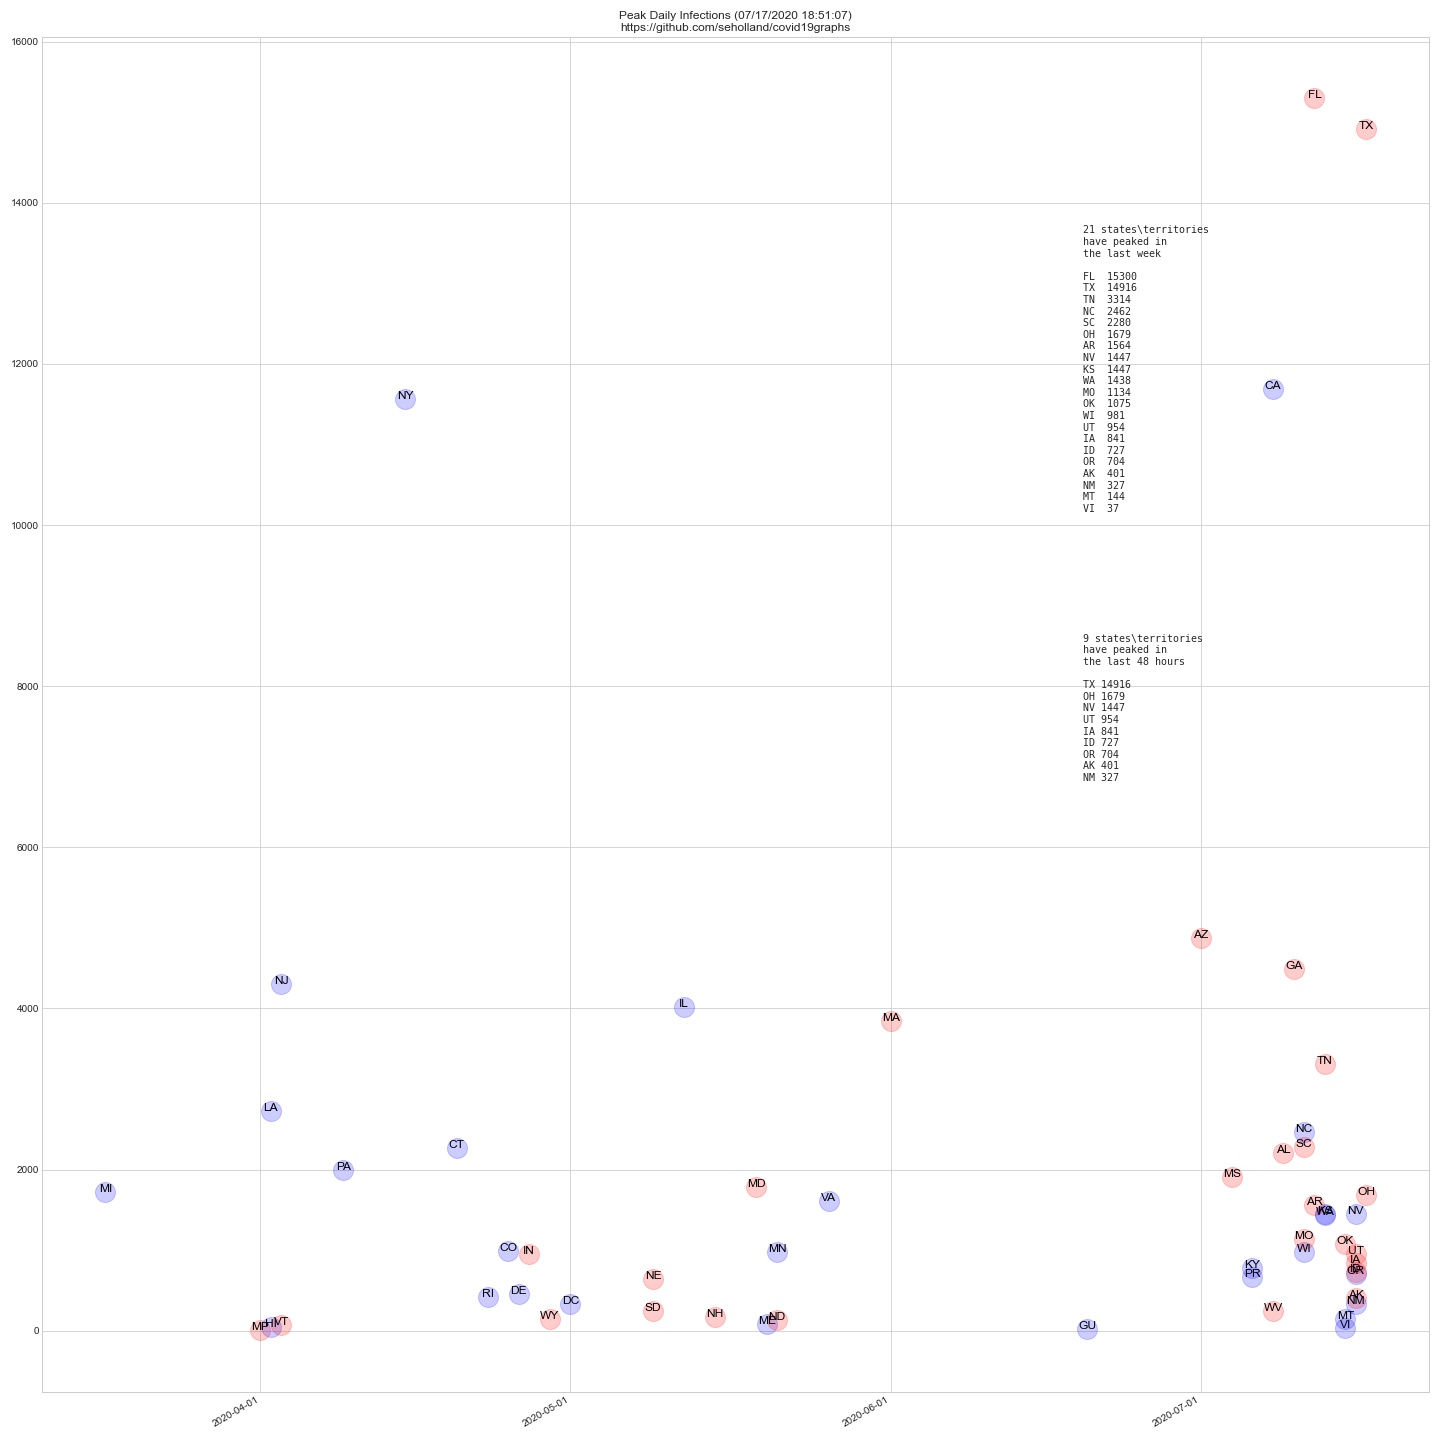 Peak Daily Infections (07/17/2020 18:51:07)
https://github.com/seholland/covid19graphs
16000
14000
12000
10000
8000
6000
4000
2000
0
FL
TX
21 states\territories
have peaked in
the last week
FL 15300
TX 14916
TN 3314
NC 2462
SC 2280
OH 1679
AR 1564
NV 1447
KS 1447
WA 1438
MO 1134
OK 1075
WI 981
UT 954
IA 841
ID 727
OR 704
AK 401
NM 327
MT 144
VI 37
NY
CA
9 states\territories
have peaked in
the last 48 hours
TX 14916
OH 1679
NV 1447
UT 954
IA 841
ID 727
OR 704
AK 401
NM 327
AZ
GA
NJ
IL
MA
TN
LA
NC
SC
CT
AL
PA
MS
MD
MI
OH
VA
AR
KS
WA
NV
MO
OK
CO
IN
MN
WI
UT
IA
KY
PR
ID
OR
NE
RI
DE
DC
AK
NM
SD
WV
WY
NH
ME
ND
MT
VI
MP
HI
VT
GU
2020-04-01
2020-05-01
2020-06-01
2020-07-01